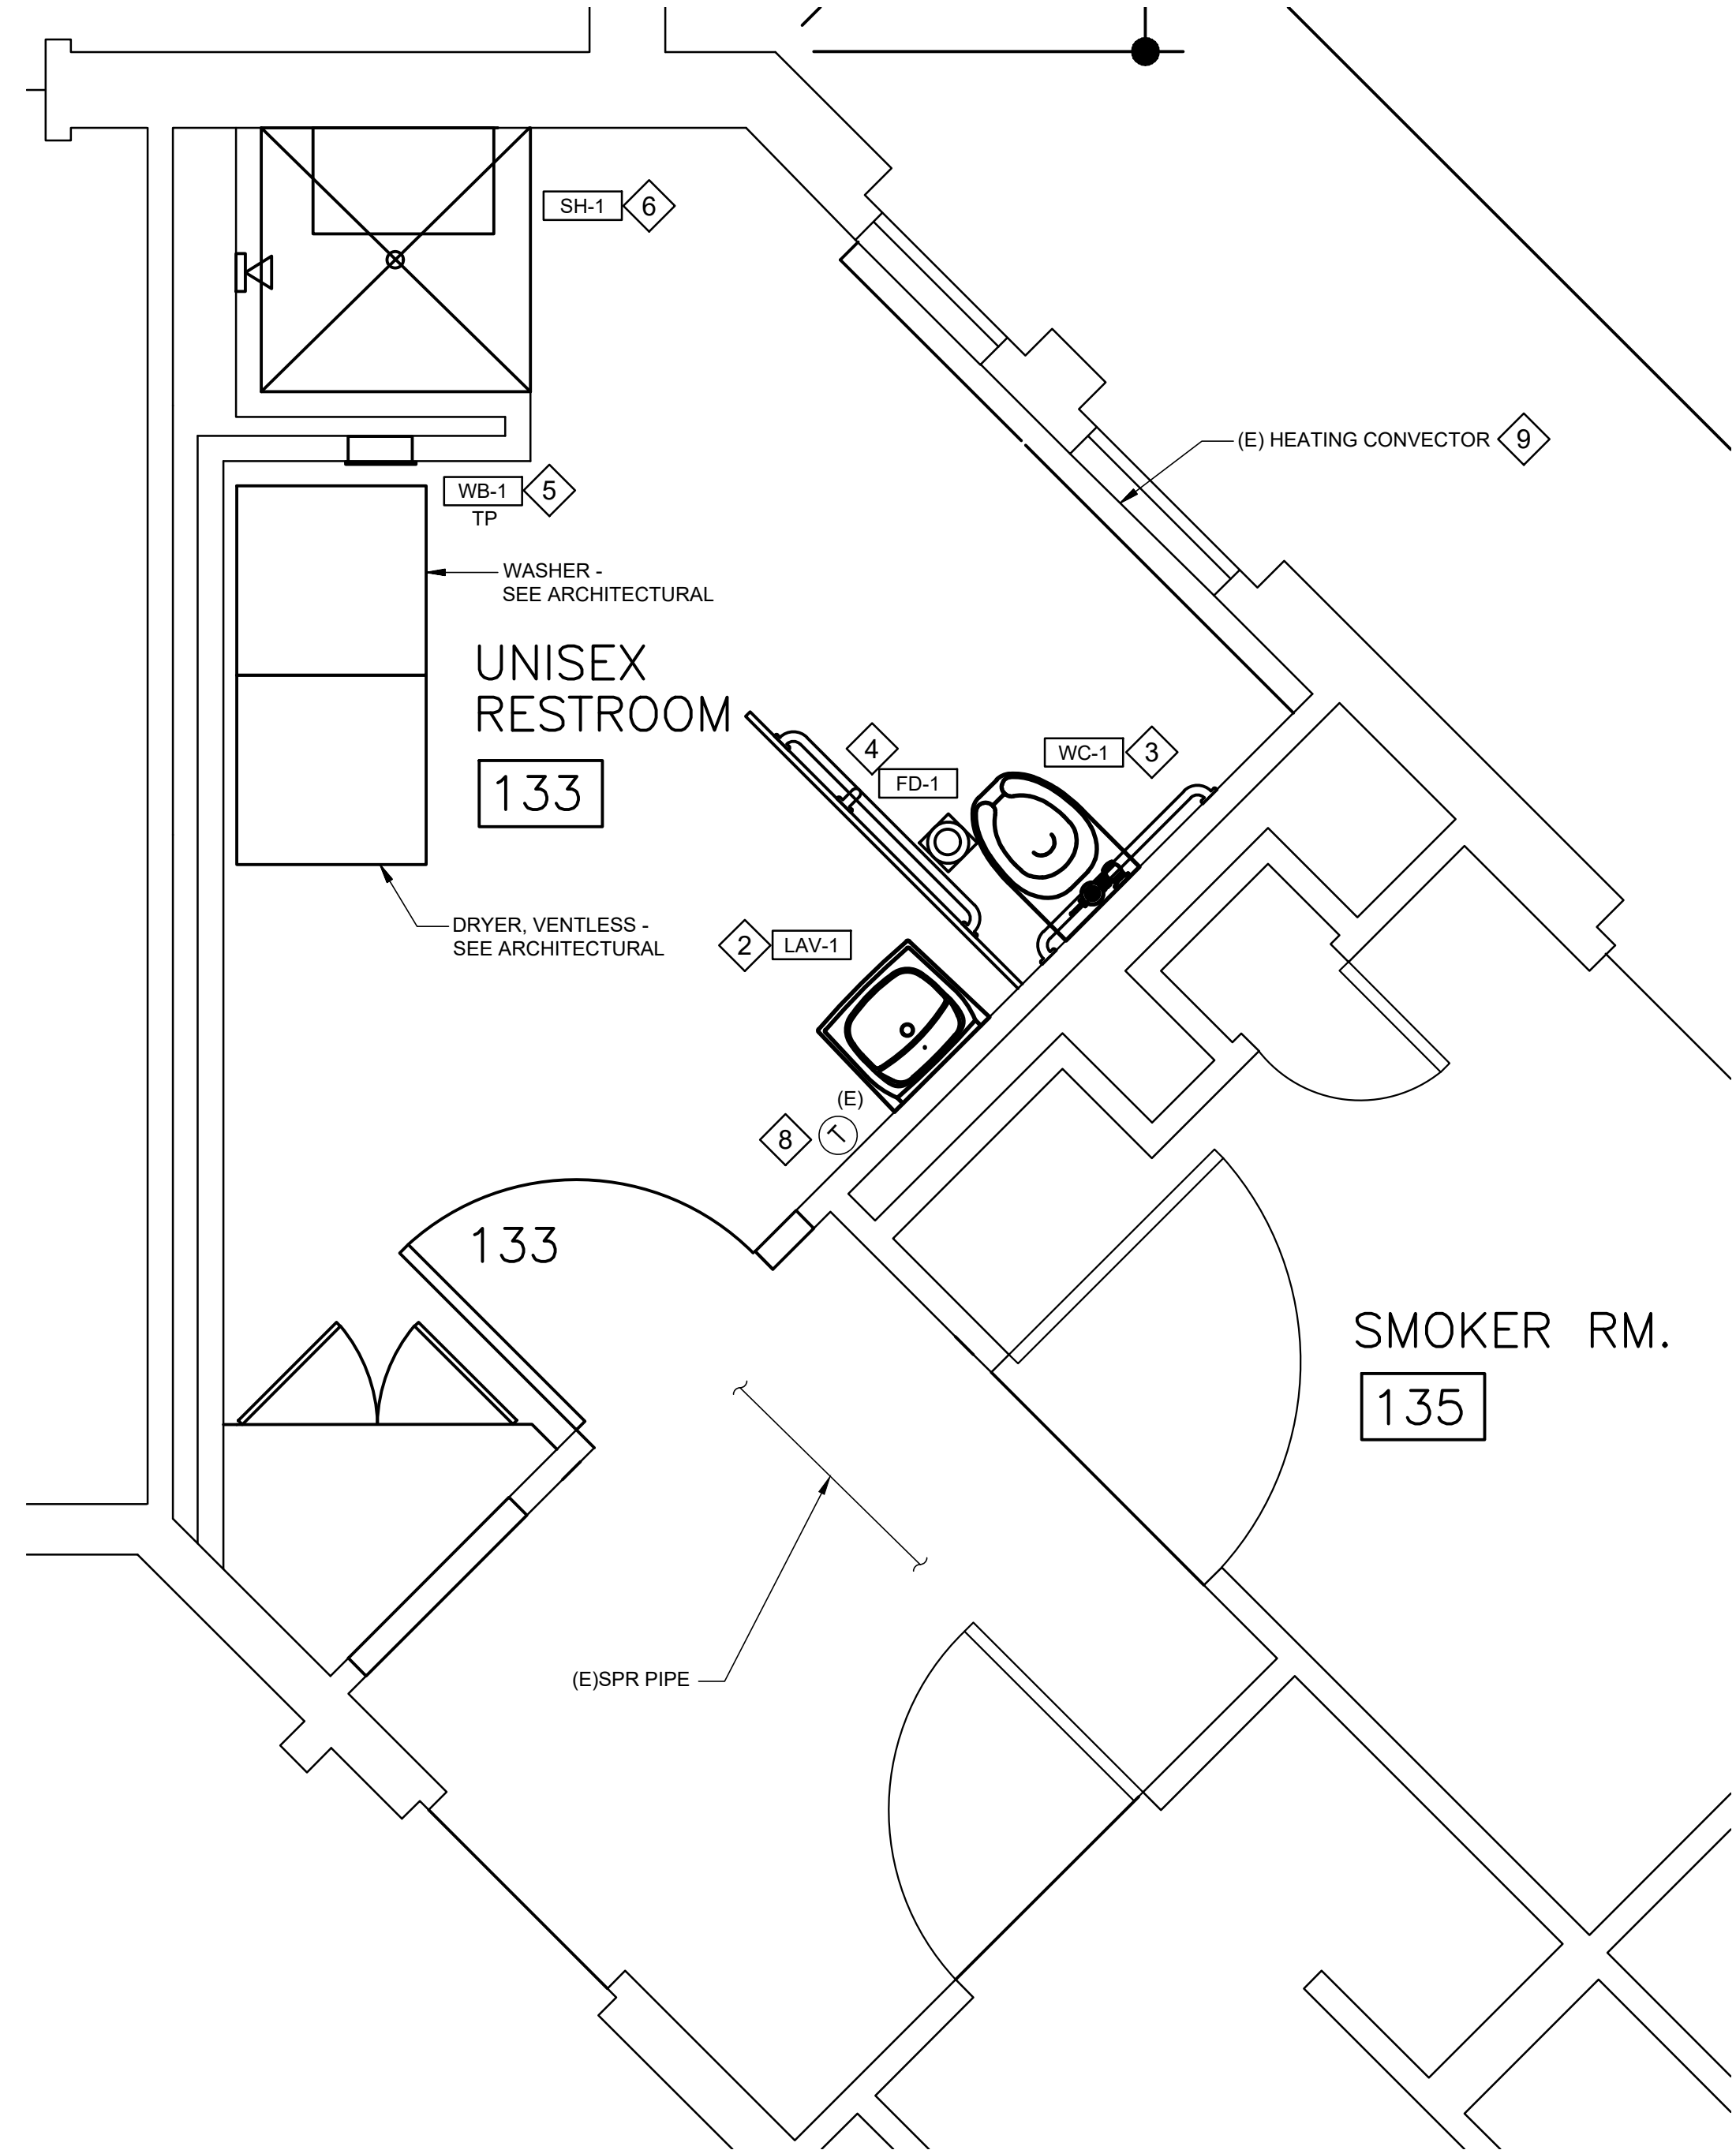 SH-1 6
(E) HEATING CONVECTOR 9
WB-1 5
TP
WASHER -
SEE ARCHITECTURAL
UNISEX
RESTROOM
133
4
FD-1
WC-1 3
DRYER, VENTLESS -
SEE ARCHITECTURAL
2 LAV-1
(E)
8 T
133
SMOKER RM.
135
(E)SPR PIPE